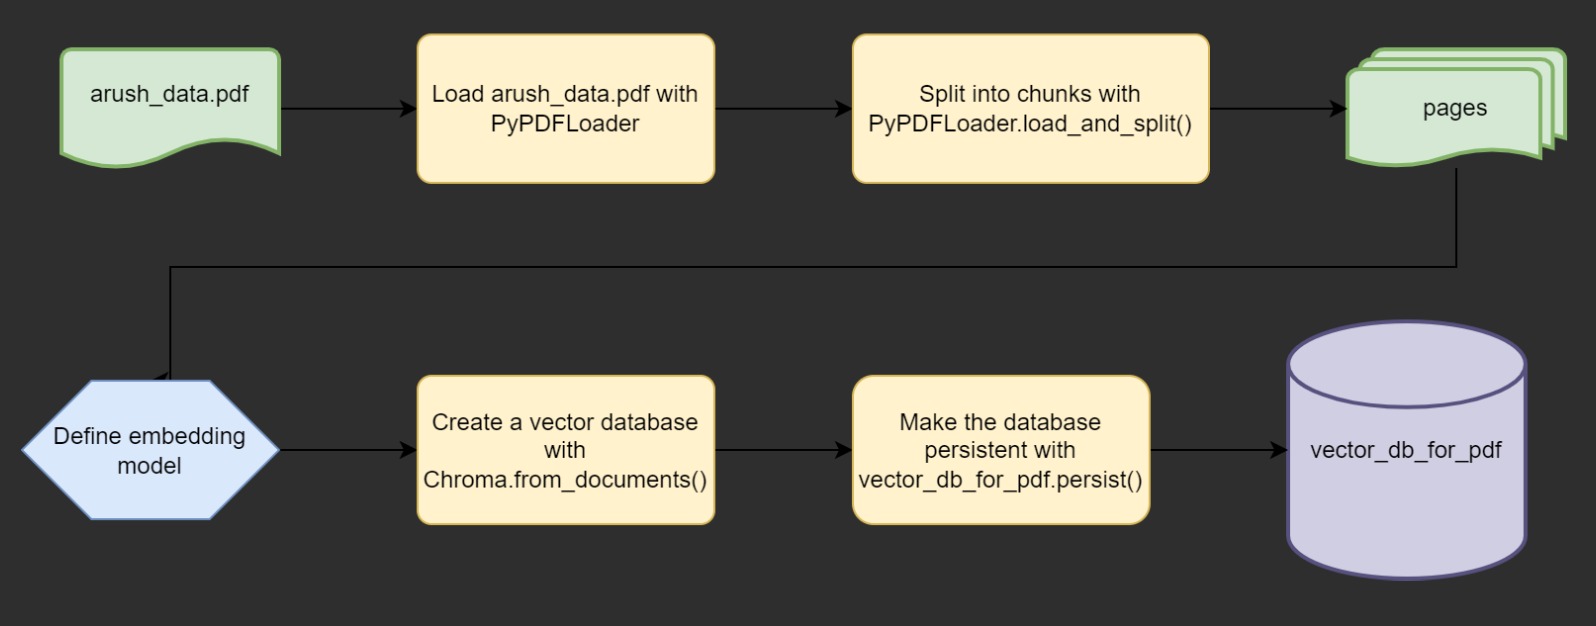 arush_data.pdf
Load arush_data.pdf with
PyPDFLoader
Split into chunks with
PyPDFLoader.load_and_split()
pages
Define embedding
model
Create a vector database
with
Chroma.from_documents()
Make the database
persistent with
vector_db_for_pdf.persist()
vector_db_for_pdf